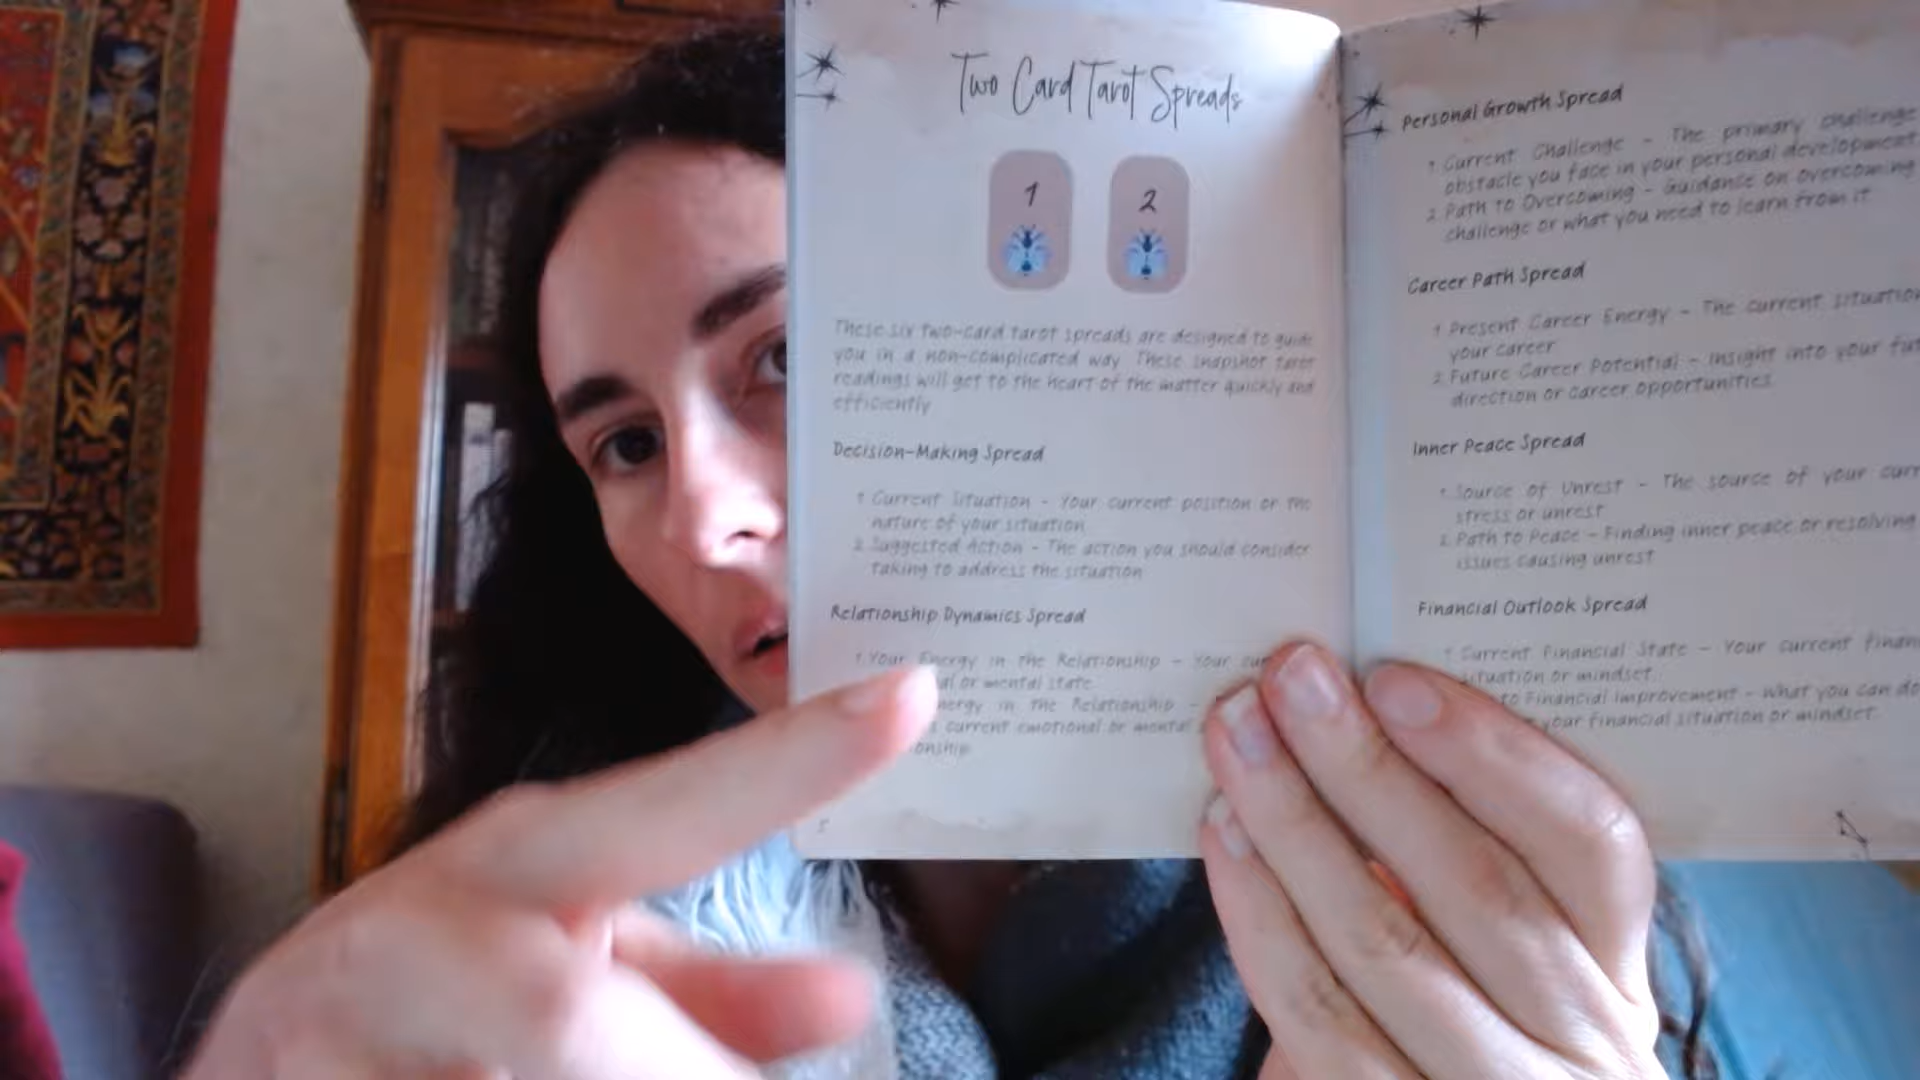 Two Card Tarot Spreads
1 2
These six two-card tarot spreads are designed to guide
you in a non-complicated way. These snapshot tarot
readings will get to the heart of the matter quickly and
efficiently.
Decision-Making Spread
1. Current Situation - Your current position or the
nature of your situation.
2. Suggested Action - The action you should consider
taking to address the situation.
Relationship Dynamics Spread
1. Your Energy in the Relationship - Your
or mental state.
in the Relationship -
current emotional or mental
5
Personal Growth Spread
1. Current Challenge - The primary challenge
obstacle you face in your personal development
2. Path to Overcoming - Guidance on overcoming
challenge or what you need to learn from it.
Career Path Spread
1. Present Career Energy - The current situation
your career.
2. Future Career Potential - Insight into your
direction or career opportunities.
Inner Peace Spread
1. Source of Unrest - The source of your
stress or unrest.
2. Path to Peace - Finding inner peace or resolving
issues causing unrest.
Financial Outlook Spread
1. Current Financial State - Your current
situation or mindset.
to Financial Improvement - What you can do
your financial situation or mindset.